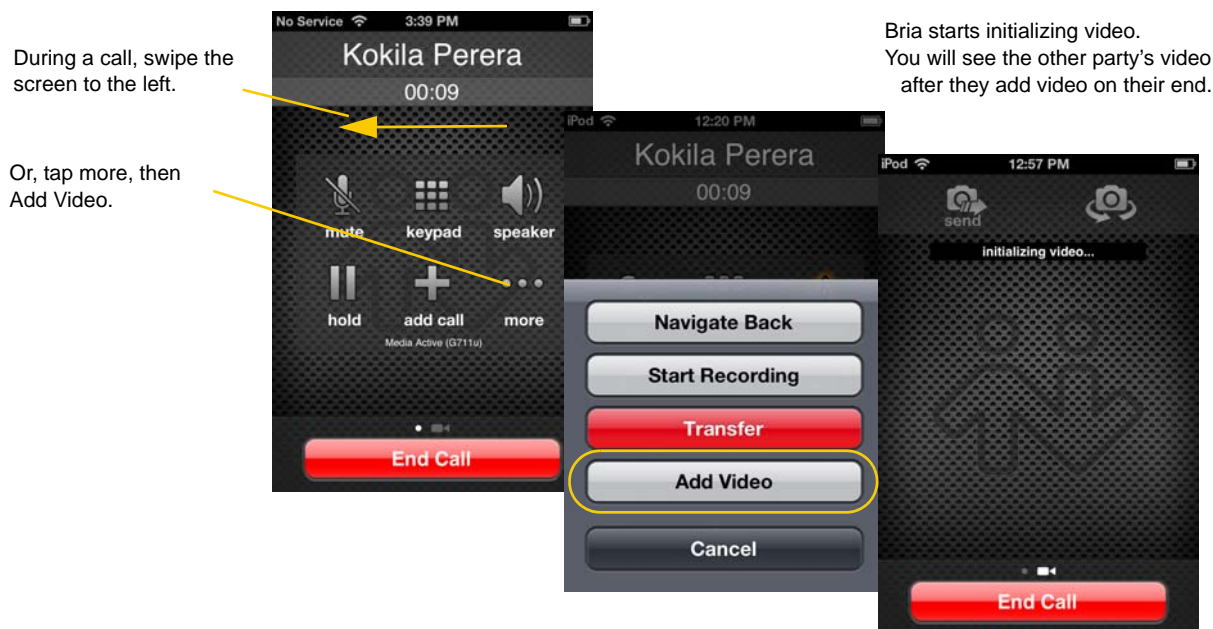 During a call, swipe the
screen to the left.
Or, tap more, then
Add Video.
No Service 3:39 PM
Kokila Perera
00:09
mute keypad speaker
hold add call more
Media Active (G711u)
End Call
iPod 12:20 PM
Kokila Perera
00:09
Navigate Back
Start Recording
Transfer
Add Video
Cancel
Bria starts initializing video.
You will see the other party’s video
after they add video on their end.
iPod 12:57 PM
send
initializing video...
End Call